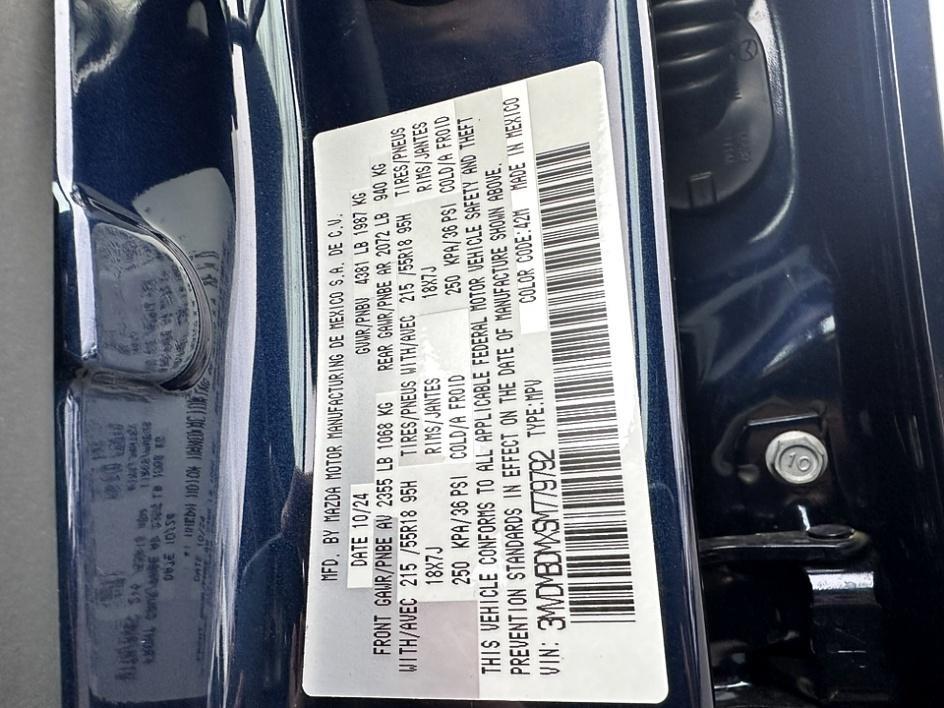 MFD. BY MAZDA MOTOR MANUFACTURING DE MEXICO S.A. DE C.V.
DATE 10/24 GVWR/PNBV 4381 LB 1987 KG
FRONT GAWR/PNBE AV 2355 LB 1068 KG REAR GAWR/PNBE AR 2072 LB 940 KG
WITH/AVEC 215 /55R18 95H TIRES/PNEUS WITH/AVEC 215 /55R18 95H TIRES/PNEUS
18X7J RIMS/JANTES 18X7J RIMS/JANTES
250 KPA/36 PSI COLD/A FROID 250 KPA/36 PSI COLD/A FROID
THIS VEHICLE CONFORMS TO ALL APPLICABLE FEDERAL MOTOR VEHICLE SAFETY AND THEFT
PREVENTION STANDARDS IN EFFECT ON THE DATE OF MANUFACTURE SHOWN ABOVE.
VIN: 3MVDMBDMXSM779792 TYPE:MPV COLOR CODE:42M MADE IN MEXICO
10